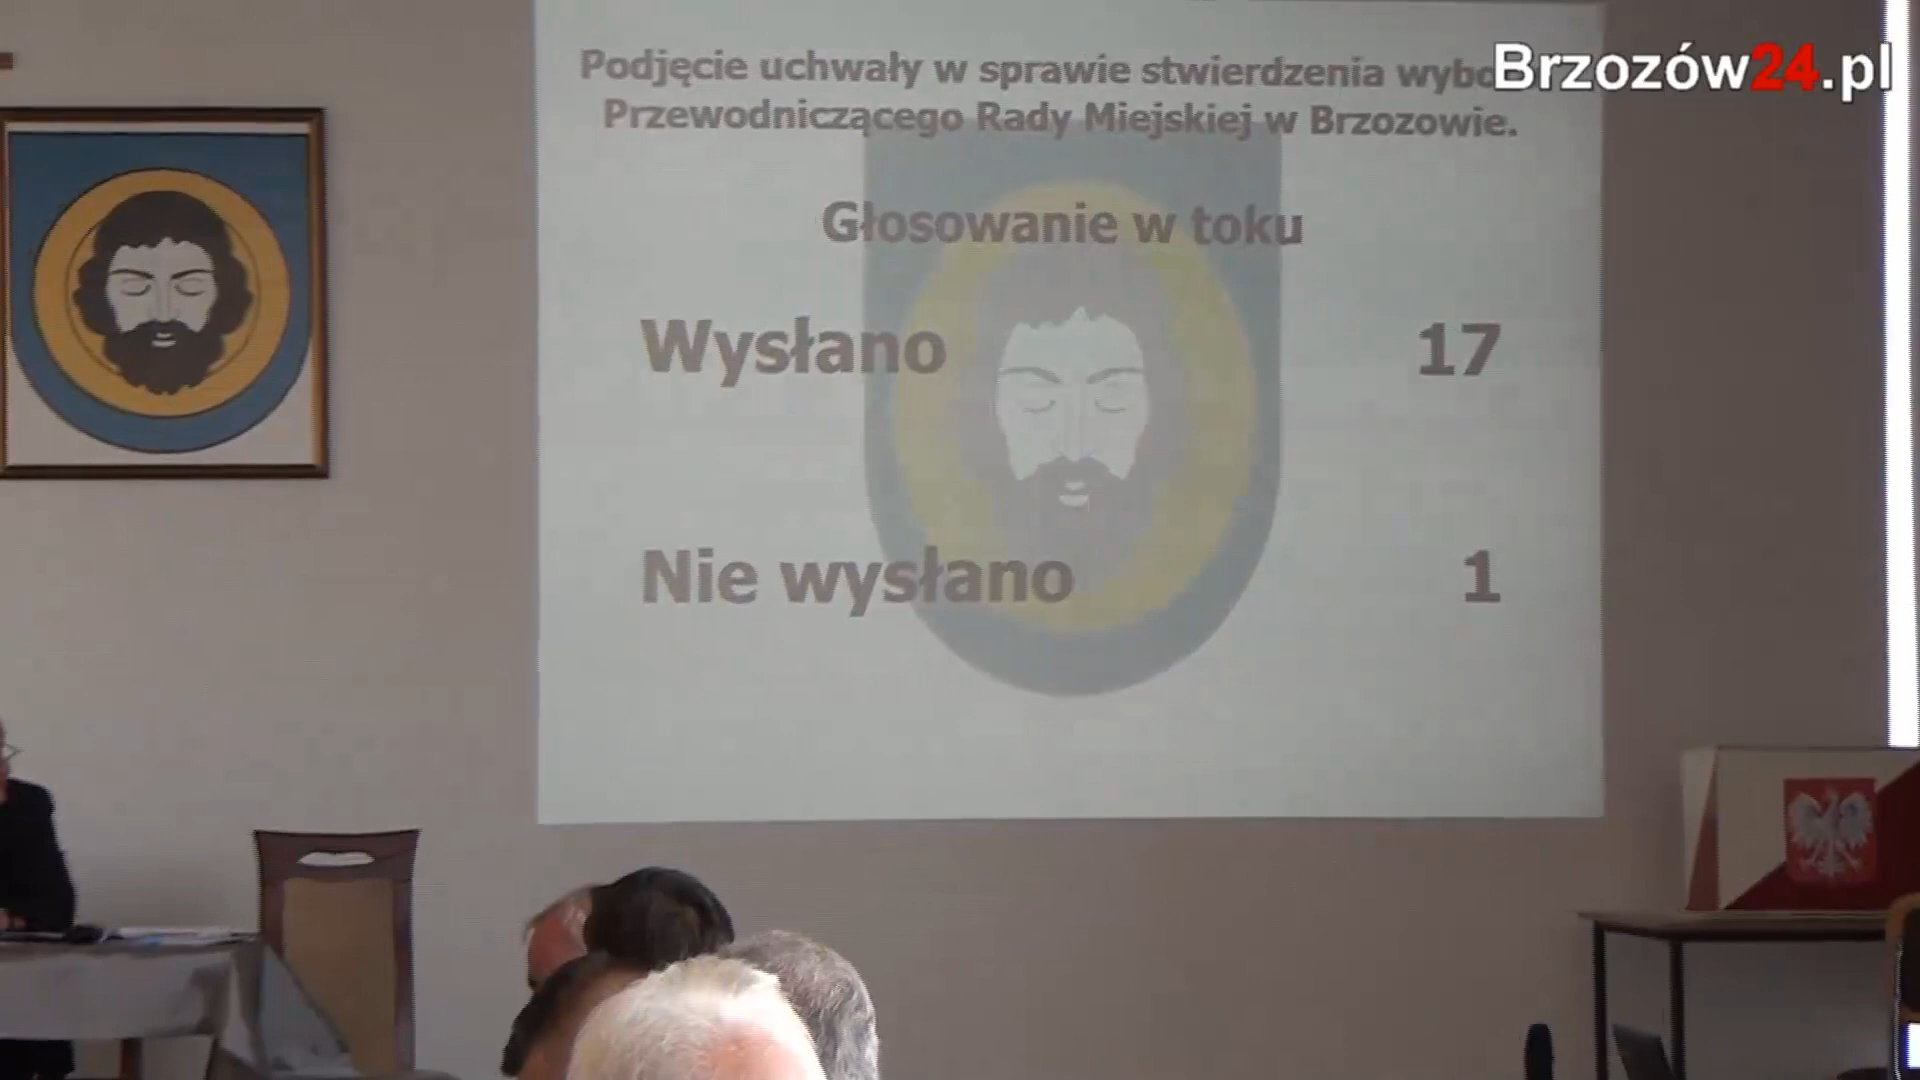 Podjęcie uchwały w sprawie stwierdzenia
Przewodniczącego Rady Miejskiej w Brzozowie.
Głosowanie w toku
Wysłano 17
Nie wysłano 1
Brzozów24.pl